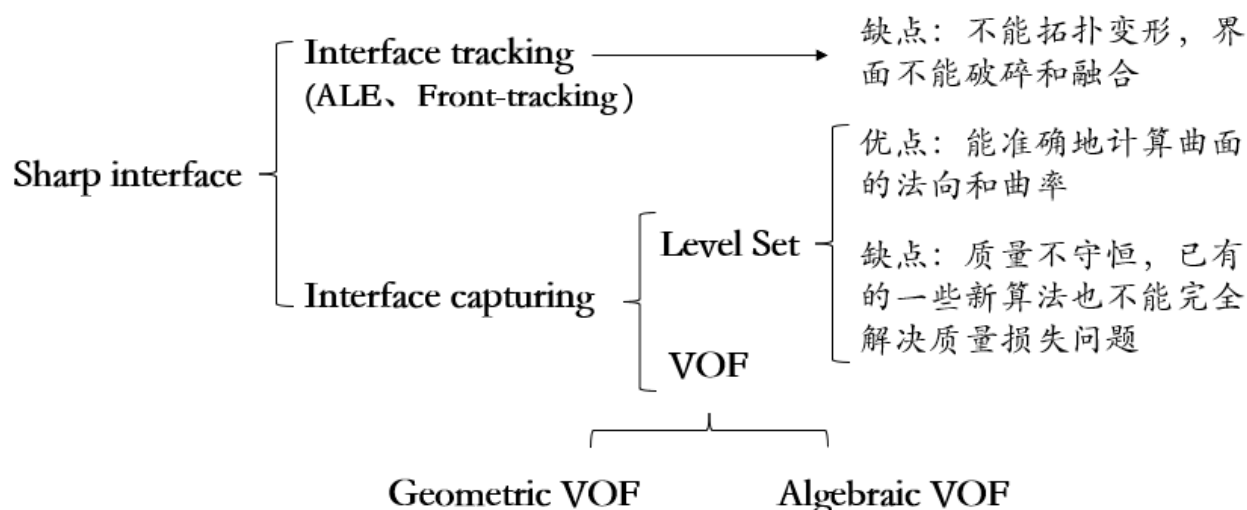 Interface tracking
(ALE、Front-tracking)
缺点：不能拓扑变形，界
面不能破碎和融合
Sharp interface
Interface capturing
Level Set
优点：能准确地计算曲面
的法向和曲率
缺点：质量不守恒，已有
的一些新算法也不能完全
解决质量损失问题
VOF
Geometric VOF
Algebraic VOF